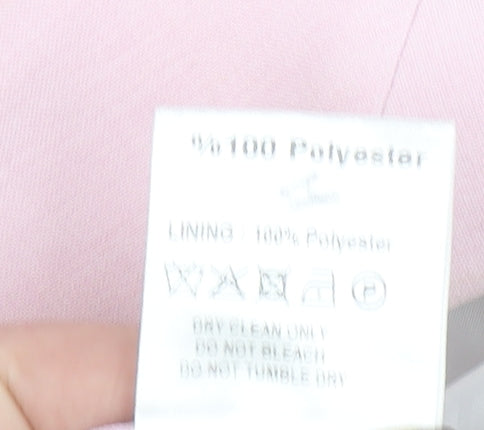 %100 Polyester
LINING : 100% Polyester
DRY CLEAN ONLY
DO NOT BLEACH
DO NOT TUMBLE DRY